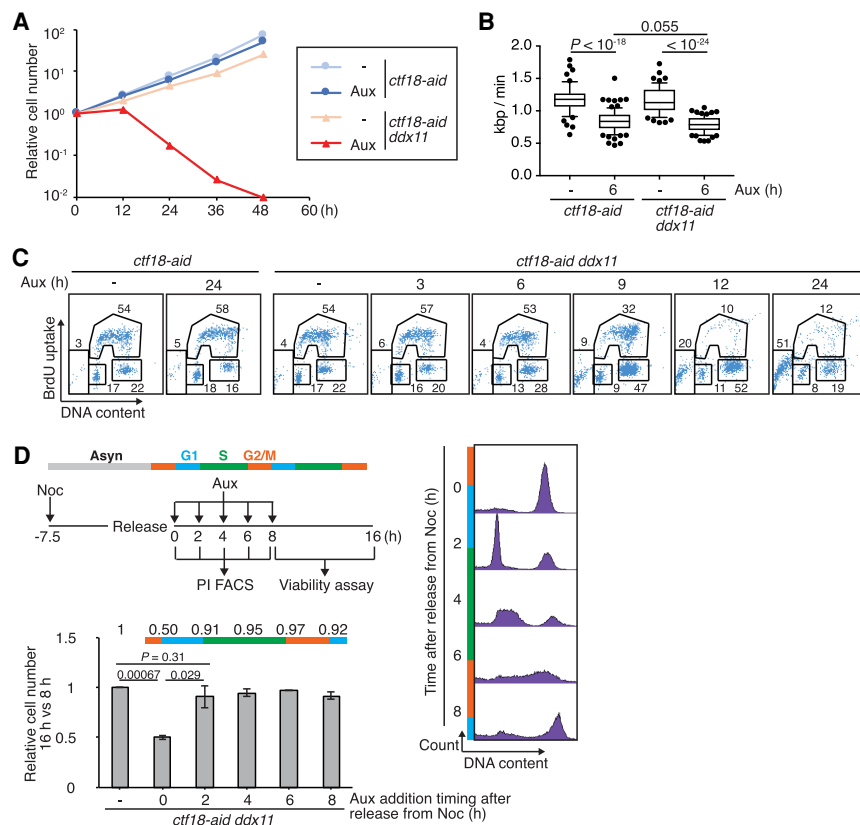 A
Relative cell number
10²
10¹
10⁰
10⁻¹
10⁻²
0 12 24 36 48 60 (h)
- ctf18-aid
Aux
- ctf18-aid ddx11
Aux
B
0.055
P < 10⁻¹⁸ < 10⁻²⁴
kbp / min
2.0
1.5
1.0
0.5
0.0
- 6 - 6 Aux (h)
ctf18-aid ctf18-aid
ddx11
C
ctf18-aid ctf18-aid ddx11
Aux (h) - 24 - 3 6 9 12 24
BrdU uptake
54 58 54 57 53 32 10 12
3 5 4 6 4 9 20 51
17 22 18 16 17 22 16 20 13 28 9 47 11 52 8 19
DNA content
D
Asyn G1 S G2/M
Noc Aux
Release 0 2 4 6 8 16 (h)
-7.5
PI FACS Viability assay
1 0.50 0.91 0.95 0.97 0.92
Relative cell number
16 h vs 8 h
1.5
1
0.5
0
P = 0.31
0.00067 0.029
- 0 2 4 6 8 Aux addition timing after
release from Noc (h)
ctf18-aid ddx11
Time after release from Noc (h)
0
2
4
6
8
Count
DNA content